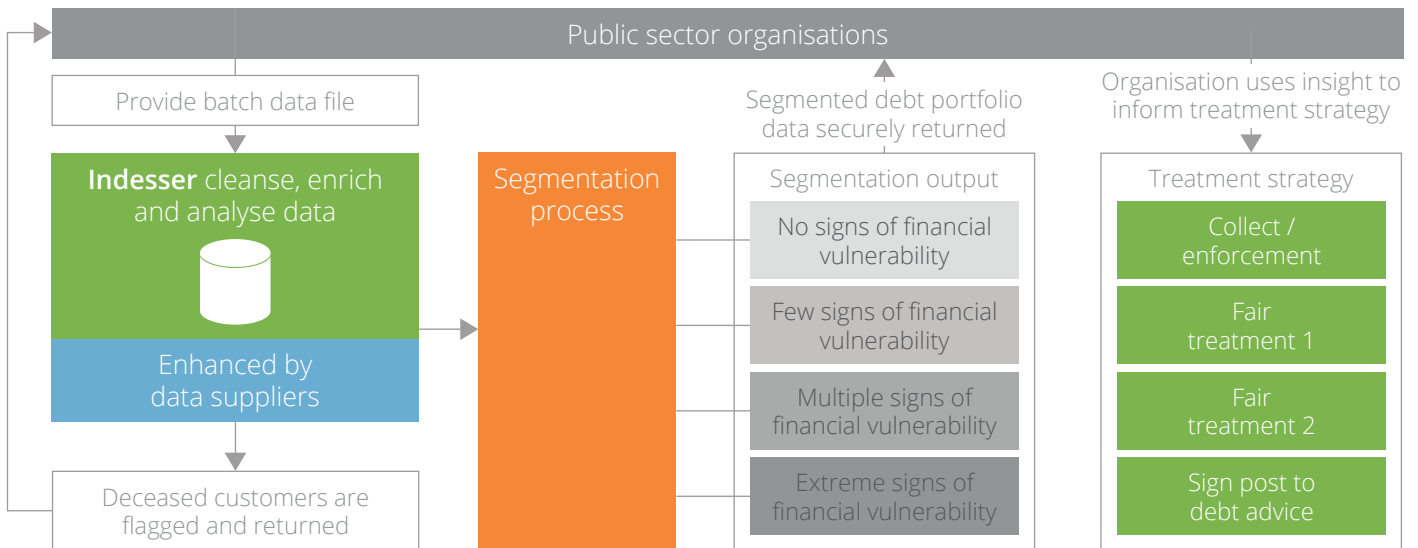 Public sector organisations
Provide batch data file
Indesser cleanse, enrich
and analyse data
Enhanced by
data suppliers
Deceased customers are
flagged and returned
Segmentation
process
Segmented debt portfolio
data securely returned
Segmentation output
No signs of financial
vulnerability
Few signs of financial
vulnerability
Multiple signs of
financial vulnerability
Extreme signs of
financial vulnerability
Organisation uses insight to
inform treatment strategy
Treatment strategy
Collect /
enforcement
Fair
treatment 1
Fair
treatment 2
Sign post to
debt advice